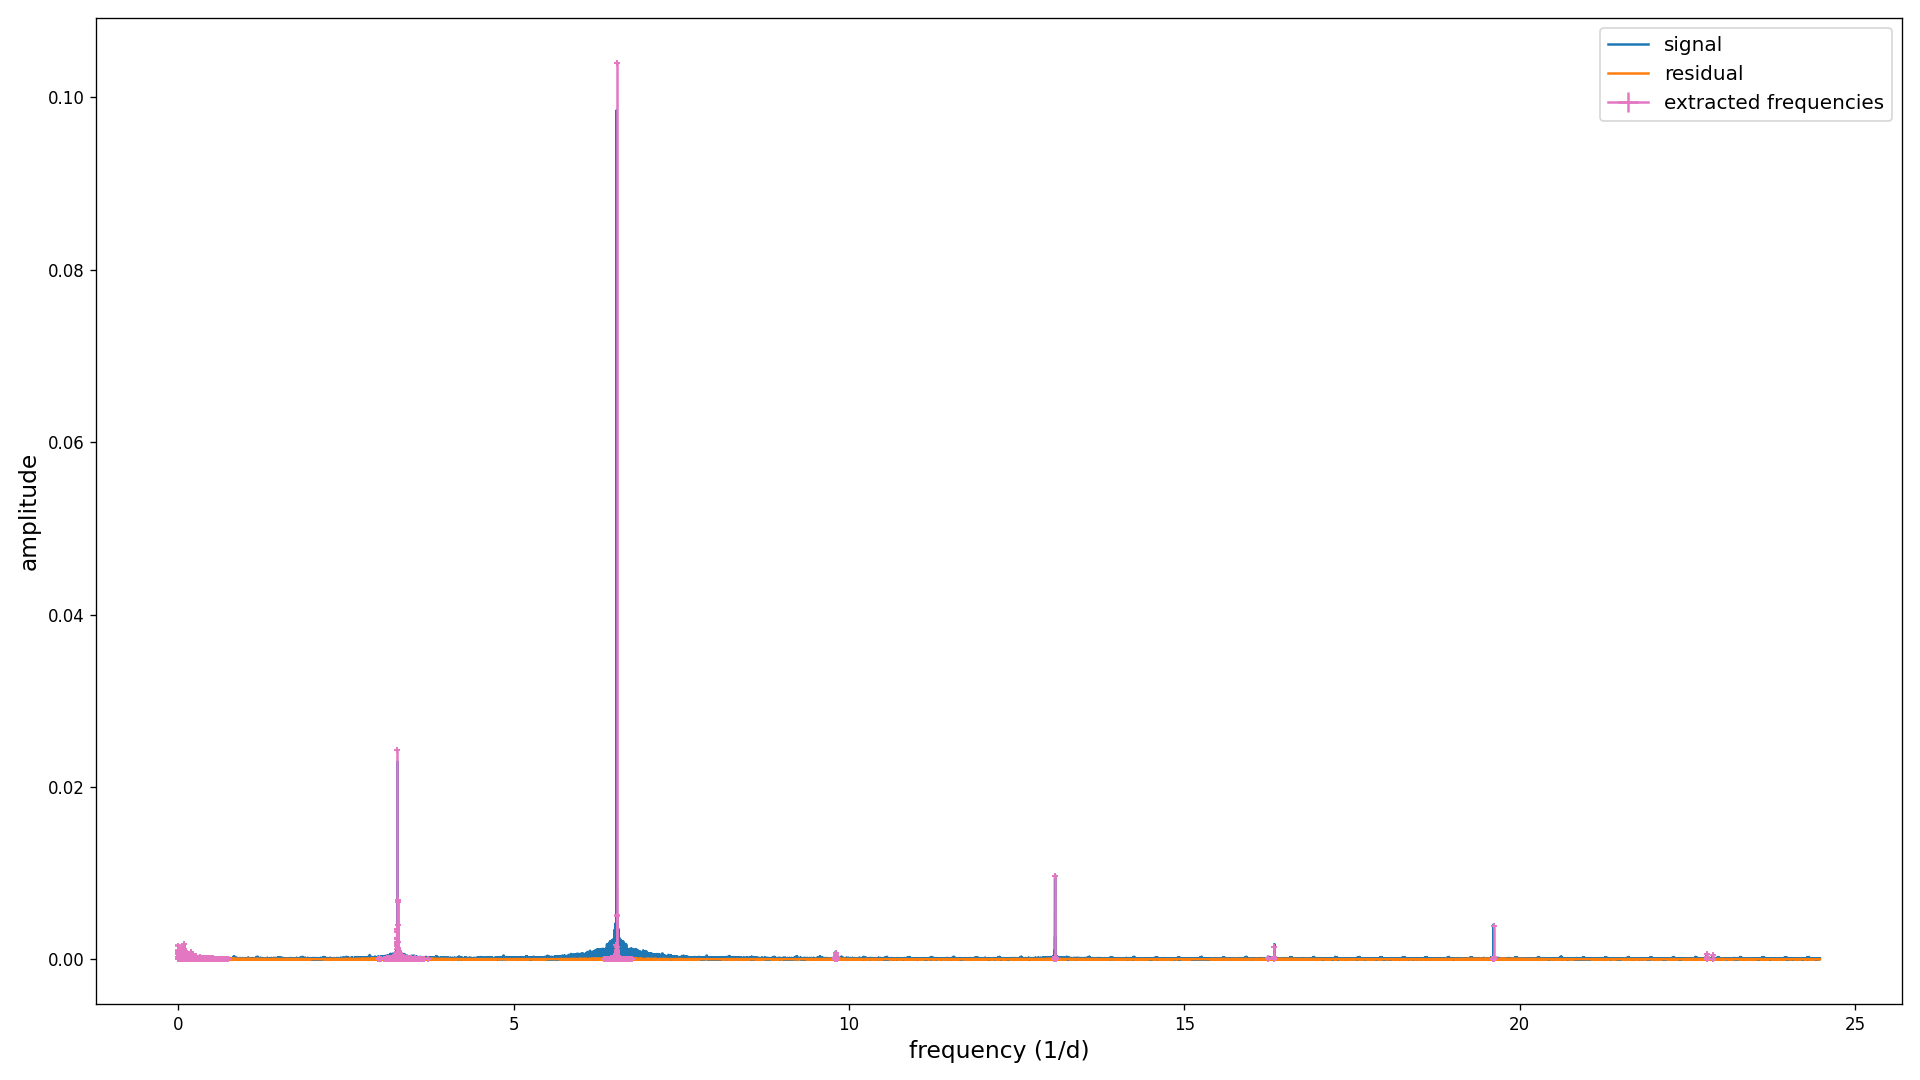 signal
residual
extracted frequencies
0.10
0.08
0.06
0.04
0.02
0.00
amplitude
0 5 10 15 20 25
frequency (1/d)